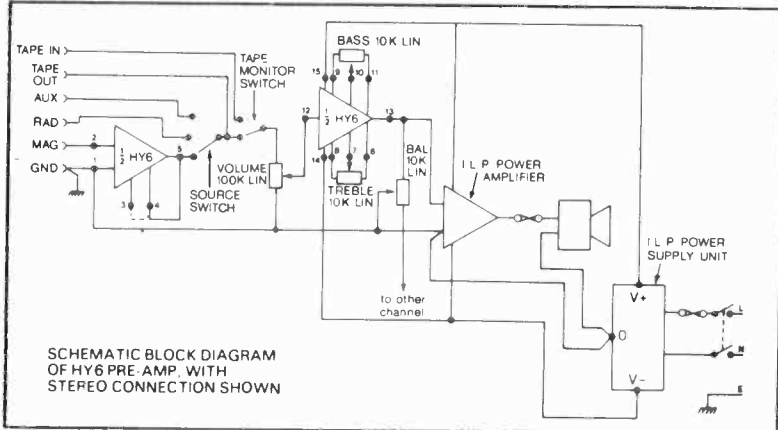 TAPE IN
TAPE
OUT
AUX
RAD
MAG
GND
2
1
1/2 HY6
3
4
5
SOURCE
SWITCH
TAPE
MONITOR
SWITCH
VOLUME
100K LIN
BASS 10K LIN
15
9
10
11
12
1/2 HY6
13
14
8
7
6
TREBLE
10K LIN
BAL
10K
LIN
to other
channel
I L P POWER
AMPLIFIER
I L P POWER
SUPPLY UNIT
V+
O
V-
L
N
E
SCHEMATIC BLOCK DIAGRAM
OF HY6 PRE-AMP, WITH
STEREO CONNECTION SHOWN